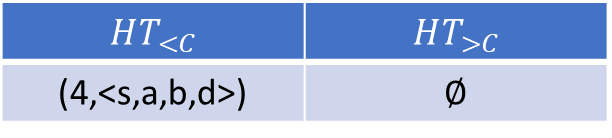 HT<C HT>C
(4,<s,a,b,d>) Ø